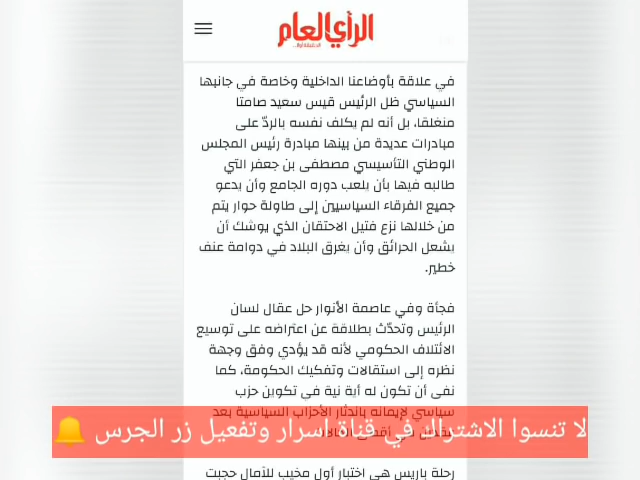 الرأي العام
في علاقة بأوضاعنا الداخلية وخاصة في جانبها
السياسي ظل الرئيس قيس سعيد صامتا
منغلقا، بل أنه لم يكلف نفسه بالردّ على
مبادرات عديدة من بينها مبادرة رئيس المجلس
الوطني التأسيسي مصطفى بن جعفر التي
طالبه فيها بأن يلعب دوره الجامع وأن يدعو
جميع الفرقاء السياسيين إلى طاولة حوار يتم
من خلالها نزع فتيل الاحتقان الذي يوشك أن
يشعل الحرائق وأن يغرق البلاد في دوامة عنف
خطير.
فجأة وفي عاصمة الأنوار حل عقال لسان
الرئيس وتحدّث بطلاقة عن اعتراضه على توسيع
الائتلاف الحكومي لأنه قد يؤدي وفق وجهة
نظره إلى استقالات وتفكيك الحكومة، كما
نفى أن تكون له أية نية في تكوين حزب
سياسي لإيمانه باندثار الأحزاب السياسية بعد
لا تنسوا الاشتراك في قناة اسرار وتفعيل زر الجرس 🔔
رحلة باريس هي اختبار أول مخيب للآمال حجبت